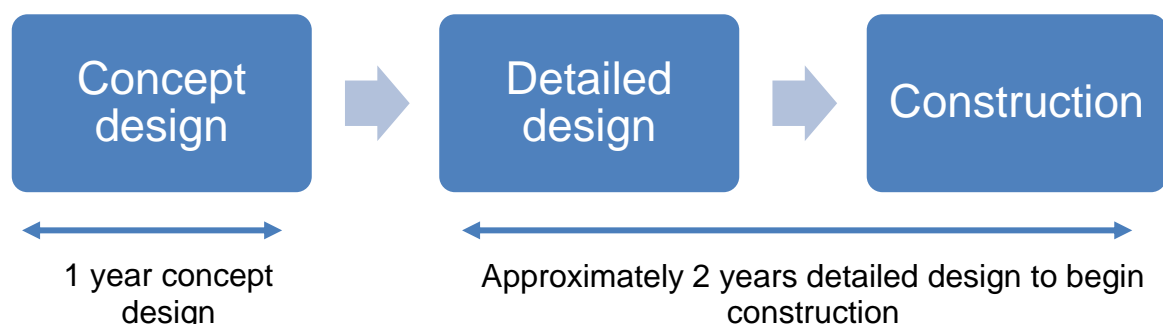 Concept
design
Detailed
design
Construction
1 year concept
design
Approximately 2 years detailed design to begin
construction